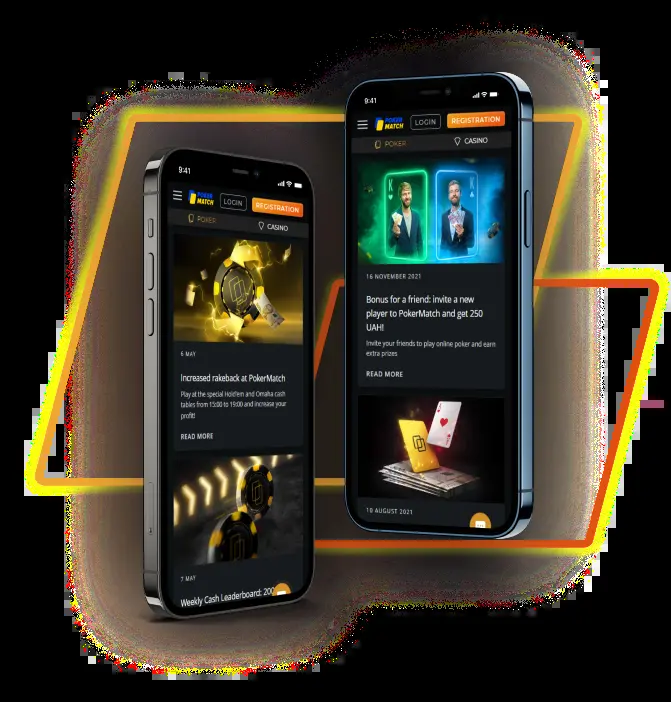 9:41
POKER
MATCH
LOGIN
REGISTRATION
POKER
CASINO
6 MAY
Increased rakeback at PokerMatch
Play at the special Hold'em and Omaha cash
tables from 15:00 to 19:00 and increase your
profit!
READ MORE
7 MAY
Weekly Cash Leaderboard: 200
9:41
POKER
MATCH
LOGIN
REGISTRATION
POKER
CASINO
K
K
16 NOVEMBER 2021
Bonus for a friend: invite a new
player to PokerMatch and get 250
UAH!
Invite your friends to play online poker and earn
extra prizes
READ MORE
A
18 AUGUST 2021